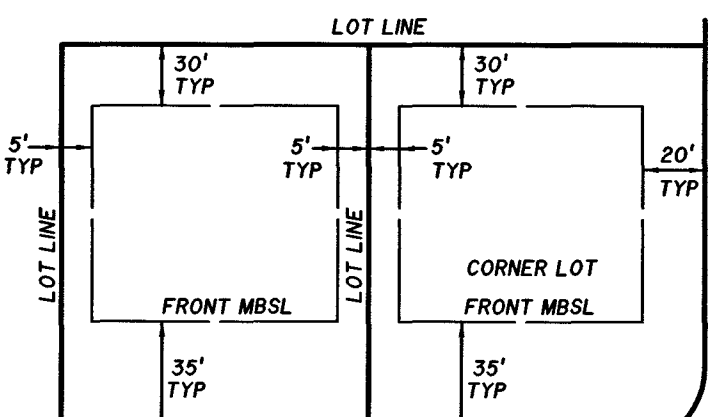 LOT LINE
30'
TYP
30'
TYP
5'
TYP
5'
TYP
5'
TYP
20'
TYP
LOT LINE
LOT LINE
CORNER LOT
FRONT MBSL
FRONT MBSL
35'
TYP
35'
TYP